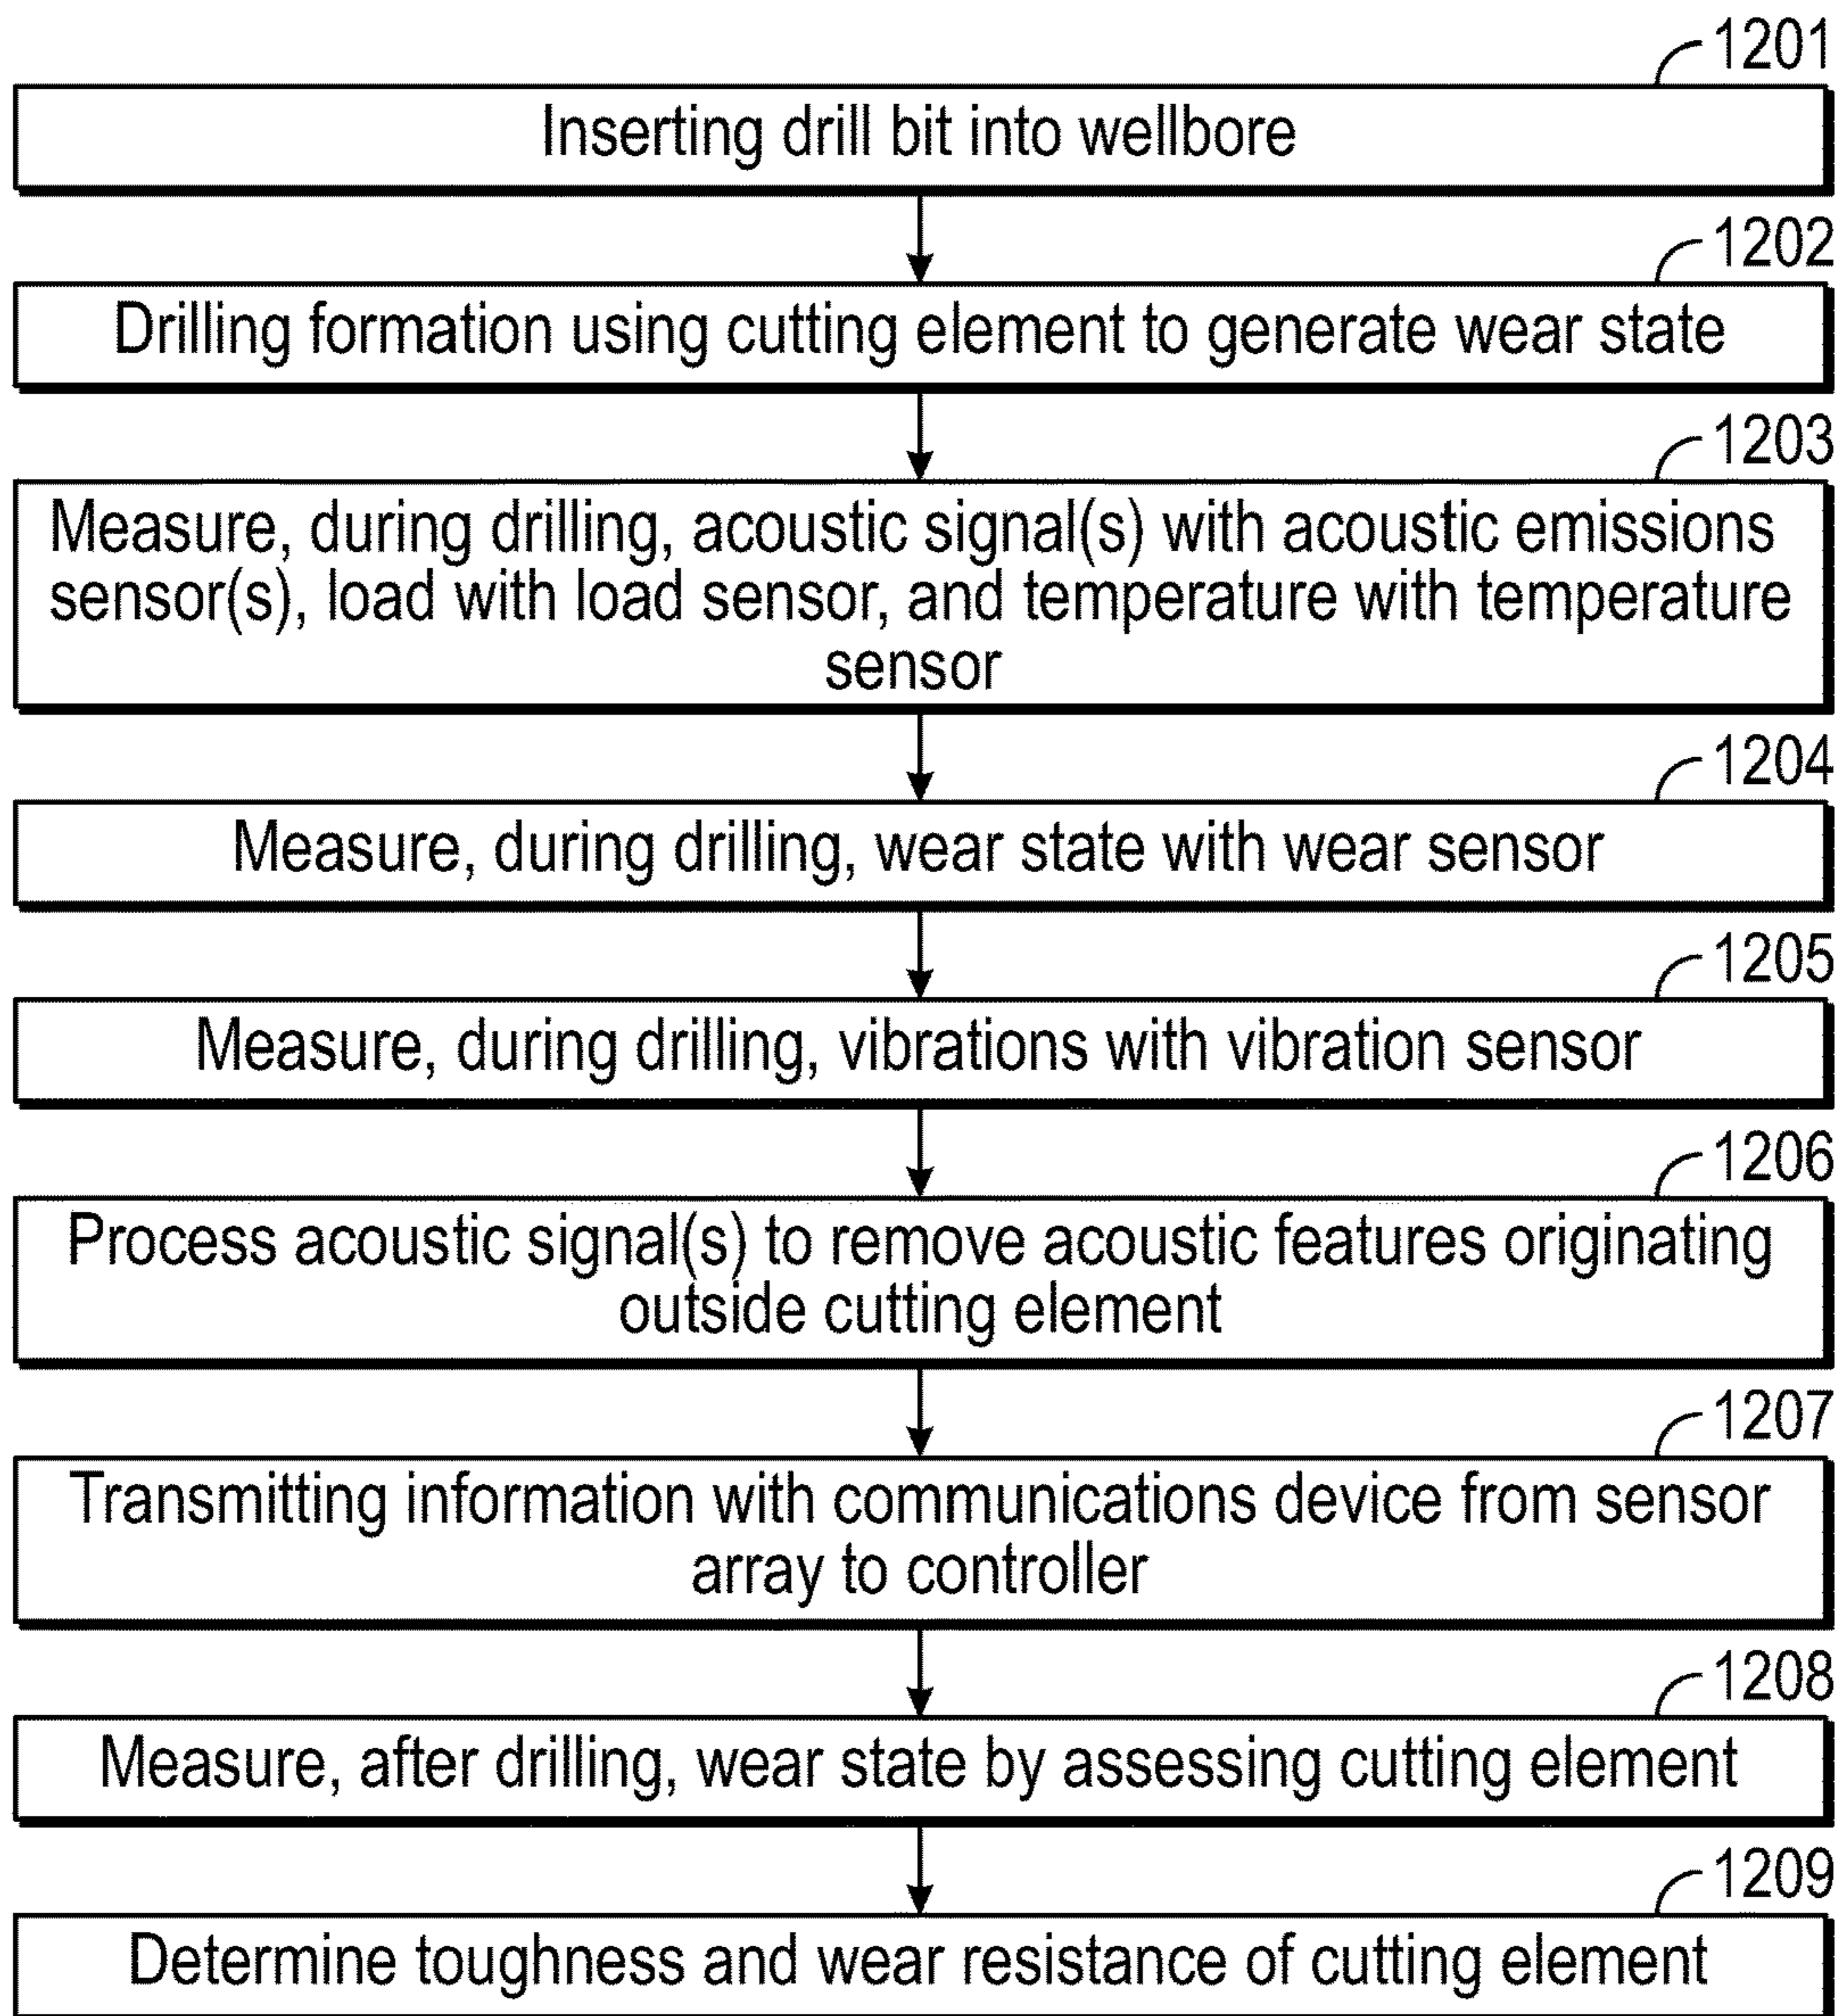 1201
Inserting drill bit into wellbore
1202
Drilling formation using cutting element to generate wear state
1203
Measure, during drilling, acoustic signal(s) with acoustic emissions
sensor(s), load with load sensor, and temperature with temperature
sensor
1204
Measure, during drilling, wear state with wear sensor
1205
Measure, during drilling, vibrations with vibration sensor
1206
Process acoustic signal(s) to remove acoustic features originating
outside cutting element
1207
Transmitting information with communications device from sensor
array to controller
1208
Measure, after drilling, wear state by assessing cutting element
1209
Determine toughness and wear resistance of cutting element